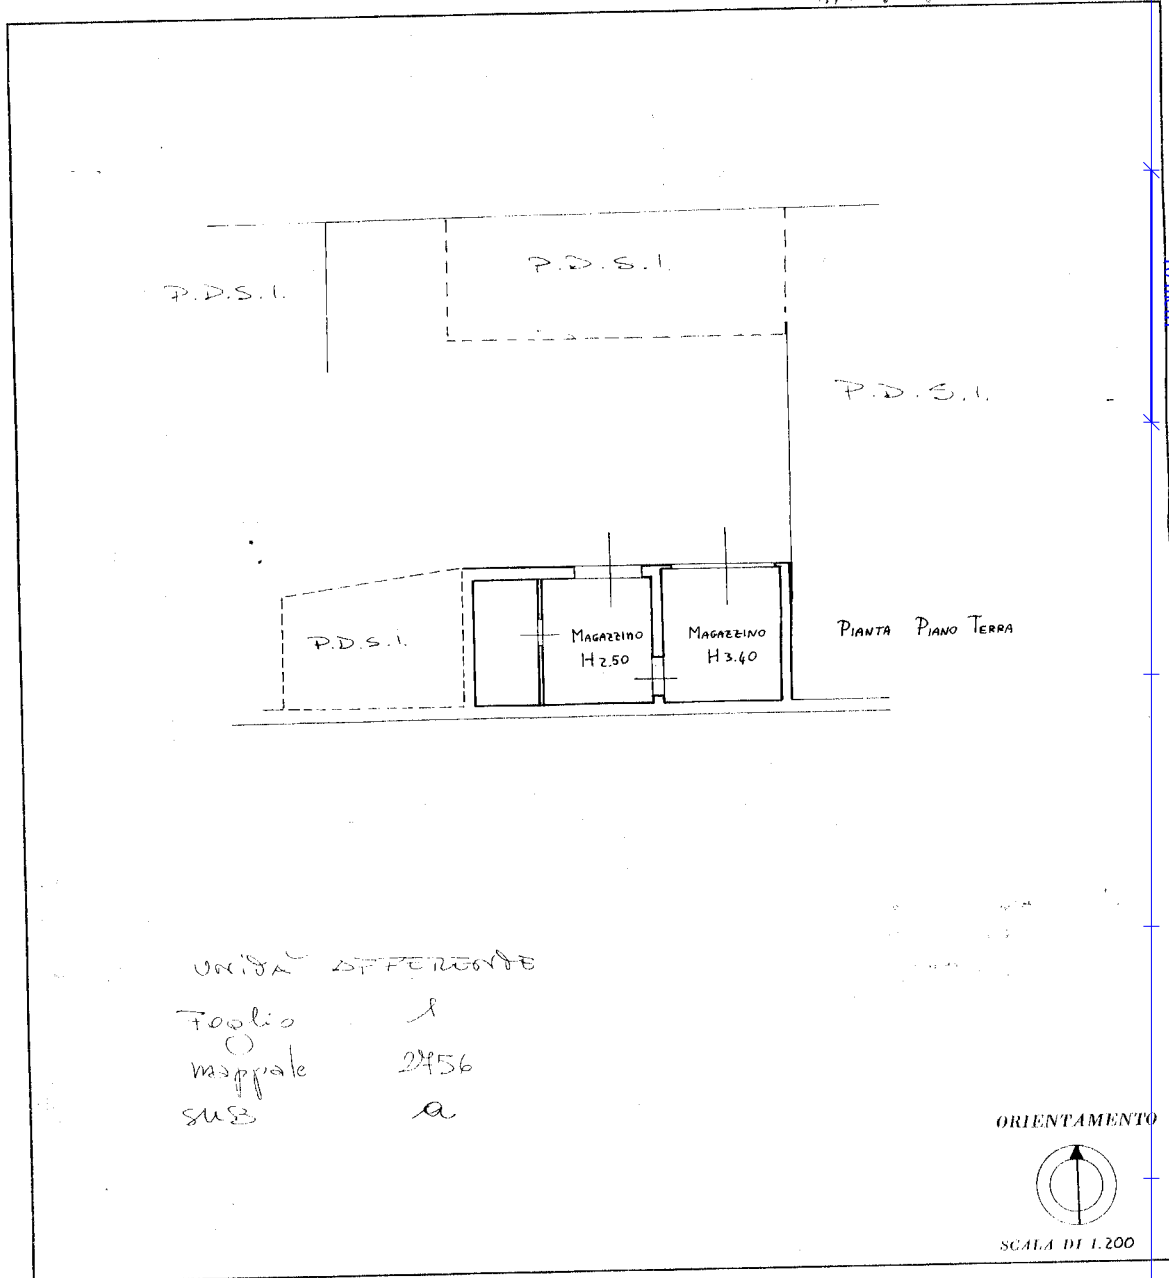 P.D.S.I.
P.D.S.I.
P.D.S.I.
P.D.S.I.
MAGAZZINO
H 2.50
MAGAZZINO
H 3.40
PIANTA PIANO TERRA
UNITA' AFFERENTE
Foglio 1
mappale 2456
SUB a
ORIENTAMENTO
SCALA DI 1:200